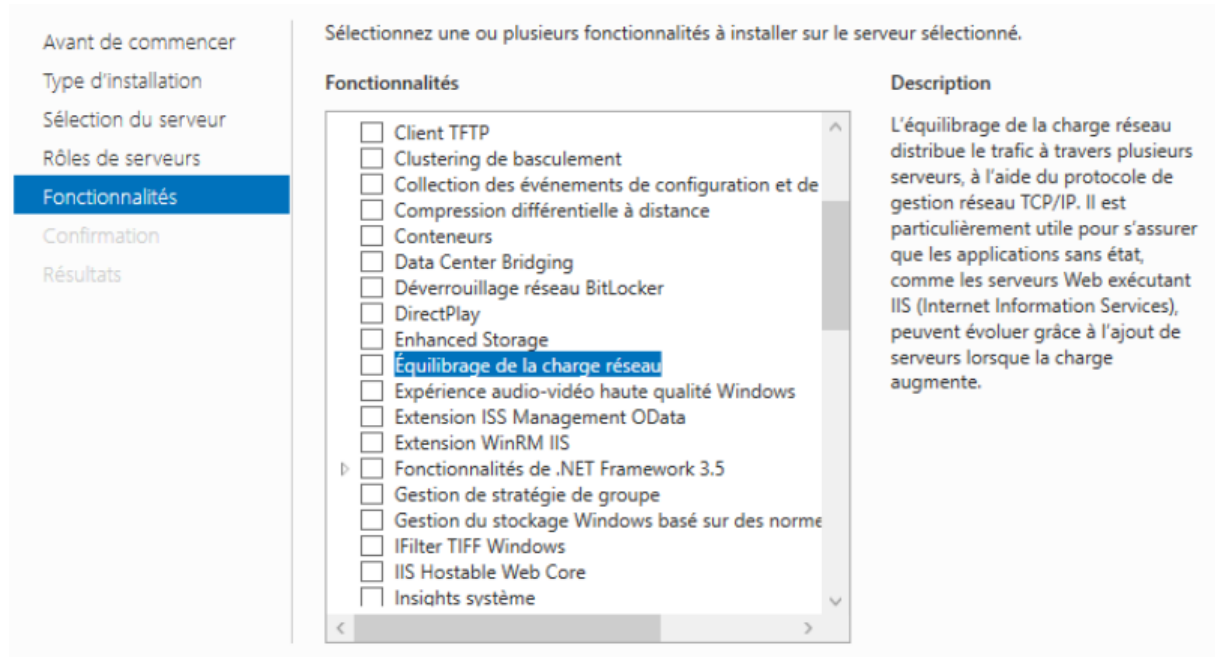 Avant de commencer
Type d'installation
Sélection du serveur
Rôles de serveurs
Fonctionnalités
Confirmation
Résultats
Sélectionnez une ou plusieurs fonctionnalités à installer sur le serveur sélectionné.
Fonctionnalités
Client TFTP
Clustering de basculement
Collection des événements de configuration et de
Compression différentielle à distance
Conteneurs
Data Center Bridging
Déverrouillage réseau BitLocker
DirectPlay
Enhanced Storage
Équilibrage de la charge réseau
Expérience audio-vidéo haute qualité Windows
Extension ISS Management OData
Extension WinRM IIS
Fonctionnalités de .NET Framework 3.5
Gestion de stratégie de groupe
Gestion du stockage Windows basé sur des norme
IFilter TIFF Windows
IIS Hostable Web Core
Insights système
Description
L'équilibrage de la charge réseau
distribue le trafic à travers plusieurs
serveurs, à l'aide du protocole de
gestion réseau TCP/IP. Il est
particulièrement utile pour s'assurer
que les applications sans état,
comme les serveurs Web exécutant
IIS (Internet Information Services),
peuvent évoluer grâce à l'ajout de
serveurs lorsque la charge
augmente.